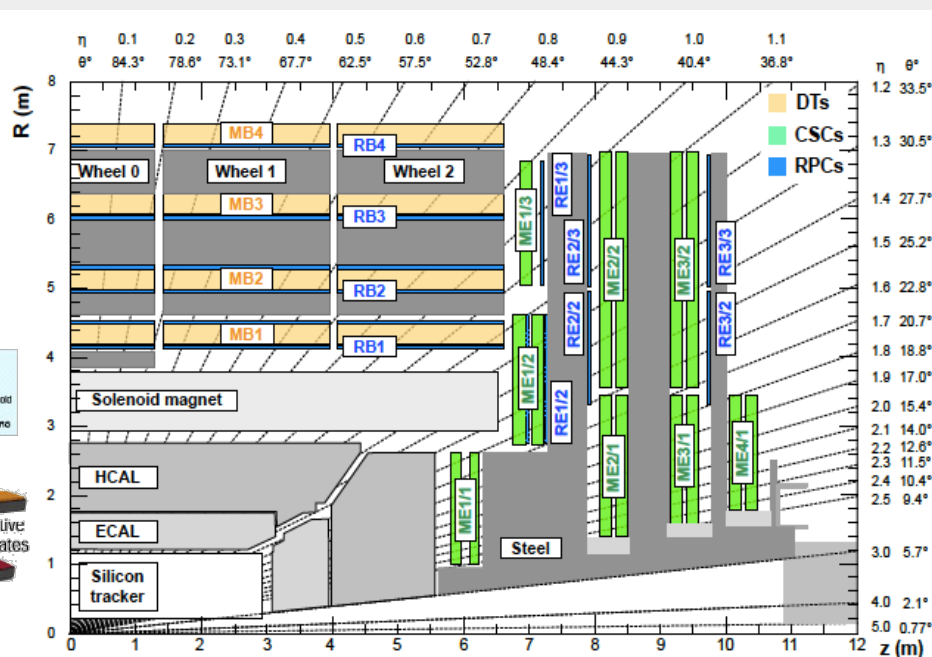 η 0.1 0.2 0.3 0.4 0.5 0.6 0.7 0.8 0.9 1.0 1.1
θ° 84.3° 78.6° 73.1° 67.7° 62.5° 57.5° 52.8° 48.4° 44.3° 40.4° 36.8°
η θ°
R (m)
8
7
6
5
4
3
2
1
0
1.2 33.5°
1.3 30.5°
1.4 27.7°
1.5 25.2°
1.6 22.8°
1.7 20.7°
1.8 18.8°
1.9 17.0°
2.0 15.4°
2.1 14.0°
2.2 12.6°
2.3 11.5°
2.4 10.4°
2.5 9.4°
3.0 5.7°
4.0 2.1°
5.0 0.77°
DTs
CSCs
RPCs
MB4
RB4
Wheel 0
Wheel 1
Wheel 2
MB3
RB3
MB2
RB2
MB1
RB1
Solenoid magnet
HCAL
ECAL
Silicon
tracker
Steel
ME1/3
RE1/3
RE2/3
ME2/2
ME3/2
RE3/3
RE2/2
RE3/2
ME1/2
RE1/2
ME1/1
ME2/1
ME3/1
ME4/1
0 1 2 3 4 5 6 7 8 9 10 11 12
z (m)